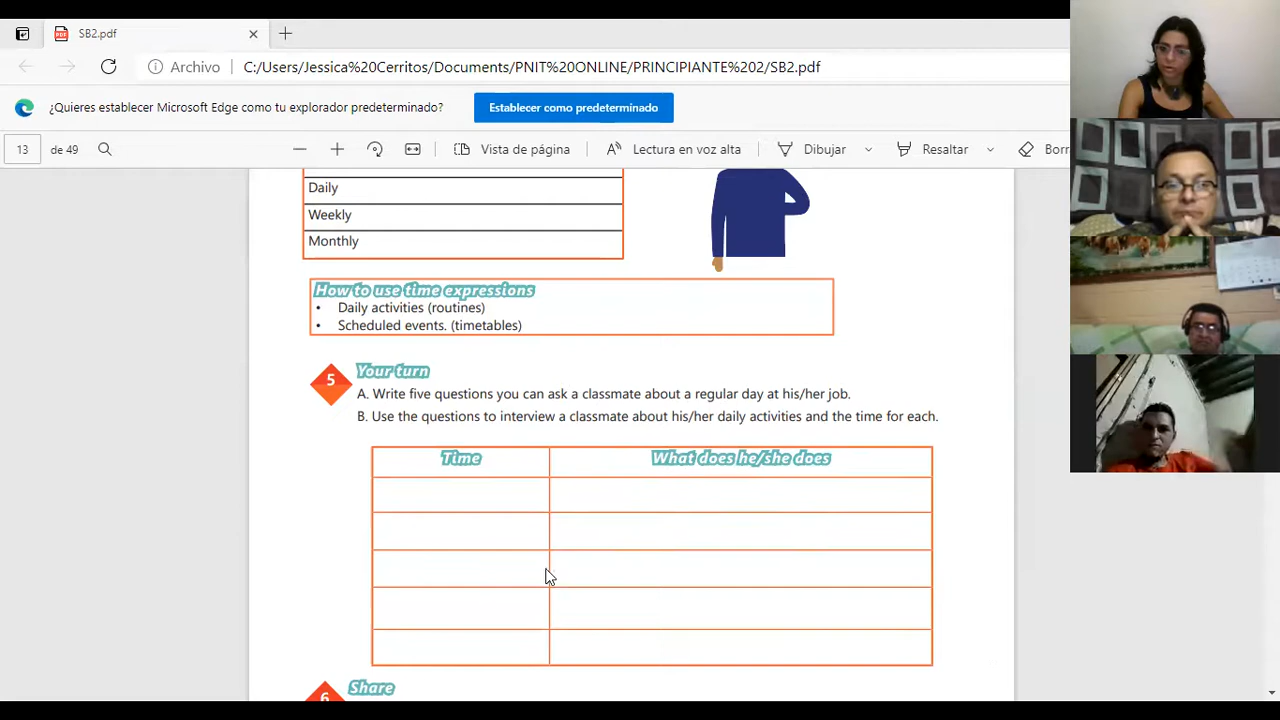 SB2.pdf
Archivo C:/Users/Jessica%20Cerritos/Documents/PNIT%20ONLINE/PRINCIPIANTE%202/SB2.pdf
¿Quieres establecer Microsoft Edge como tu explorador predeterminado? Establecer como predeterminado
13 de 49 Vista de página Lectura en voz alta Dibujar Resaltar Borr
Daily
Weekly
Monthly
How to use time expressions
• Daily activities (routines)
• Scheduled events. (timetables)
5 Your turn
A. Write five questions you can ask a classmate about a regular day at his/her job.
B. Use the questions to interview a classmate about his/her daily activities and the time for each.
Time What does he/she does
6 Share